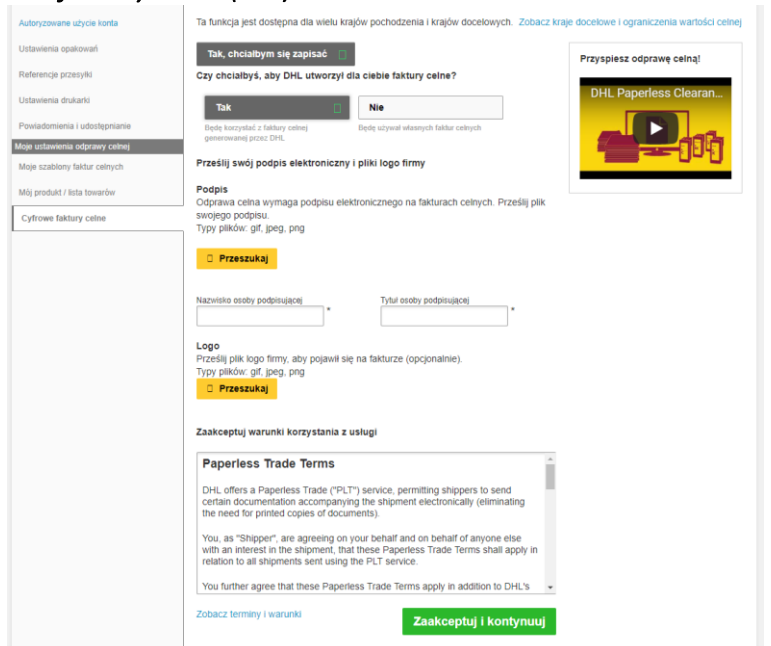 Autoryzowane użycie konta
Ustawienia opakowań
Referencje przesyłki
Ustawienia drukarki
Powiadomienia i udostępnianie
Moje ustawienia odprawy celnej
Moje szablony faktur celnych
Mój produkt / lista towarów
Cyfrowe faktury celne
Ta funkcja jest dostępna dla wielu krajów pochodzenia i krajów docelowych. Zobacz kraje docelowe i ograniczenia wartości celnej
Tak, chciałbym się zapisać
Czy chciałbyś, aby DHL utworzył dla ciebie faktury celne?
Tak
Nie
Będę korzystać z faktury celnej
generowanej przez DHL
Będę używał własnych faktur celnych
Prześlij swój podpis elektroniczny i pliki logo firmy
Podpis
Odprawa celna wymaga podpisu elektronicznego na fakturach celnych. Prześlij plik
swojego podpisu.
Typy plików: gif, jpeg, png
Przeszukaj
Nazwisko osoby podpisującej
*
Tytuł osoby podpisującej
*
Logo
Prześlij plik logo firmy, aby pojawił się na fakturze (opcjonalnie).
Typy plików: gif, jpeg, png
Przeszukaj
Zaakceptuj warunki korzystania z usługi
Paperless Trade Terms
DHL offers a Paperless Trade ("PLT") service, permitting shippers to send
certain documentation accompanying the shipment electronically (eliminating
the need for printed copies of documents).
You, as "Shipper", are agreeing on your behalf and on behalf of anyone else
with an interest in the shipment, that these Paperless Trade Terms shall apply in
relation to all shipments sent using the PLT service.
You further agree that these Paperless Trade Terms apply in addition to DHL's
Zobacz terminy i warunki
Zaakceptuj i kontynuuj
Przyspiesz odprawę celną!
DHL Paperless Clearan...